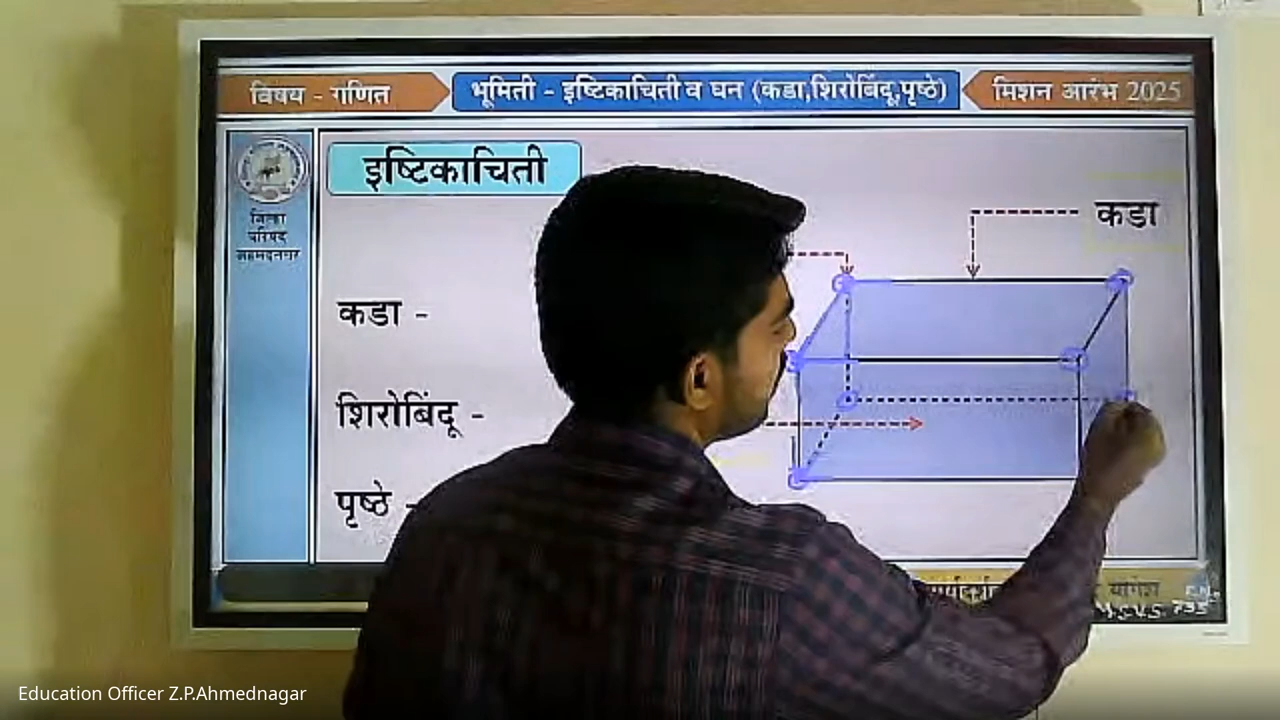 विषय - गणित
भूमिती - इष्टिकाचिती व घन (कडा,शिरोबिंदू,पृष्ठे)
मिशन आरंभ 2025
जिल्हा
परिषद
अहमदनगर
इष्टिकाचिती
कडा
कडा -
शिरोबिंदू -
पृष्ठे -
Education Officer Z.P.Ahmednagar